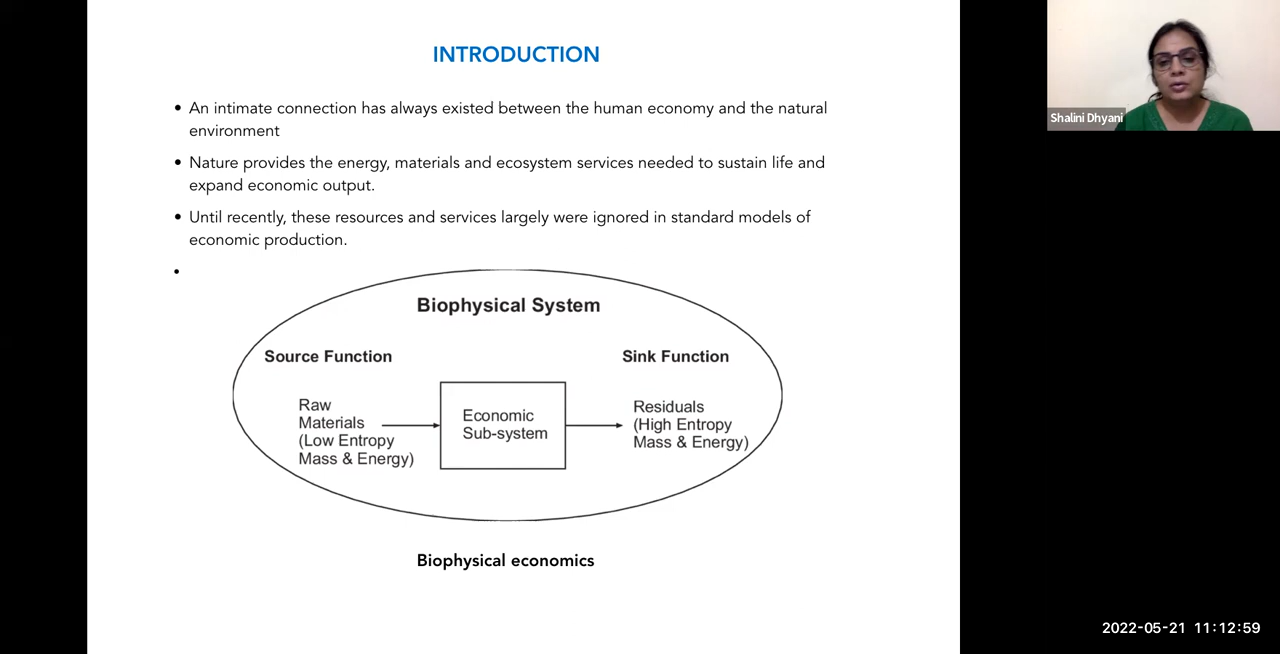 INTRODUCTION
• An intimate connection has always existed between the human economy and the natural
environment
• Nature provides the energy, materials and ecosystem services needed to sustain life and
expand economic output.
• Until recently, these resources and services largely were ignored in standard models of
economic production.
•
Biophysical System
Source Function
Sink Function
Raw
Materials
(Low Entropy
Mass & Energy)
Economic
Sub-system
Residuals
(High Entropy
Mass & Energy)
Biophysical economics
Shalini Dhyani
2022-05-21 11:12:59